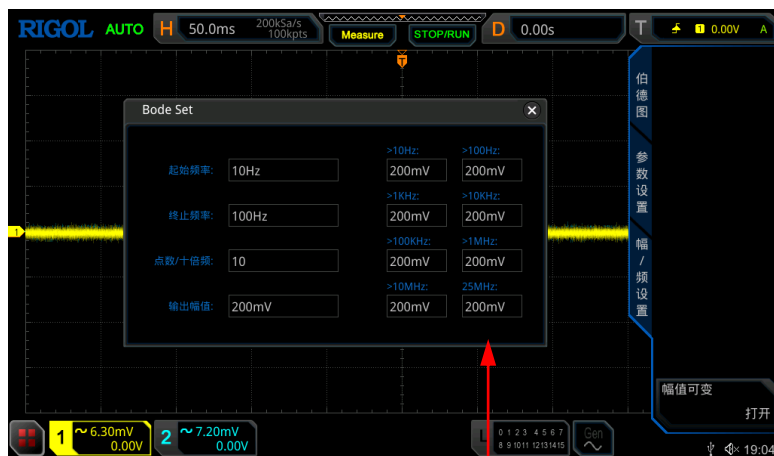 RIGOL AUTO H 50.0ms 200kSa/s 100kpts Measure STOP/RUN D 0.00s T 1 0.00V A
T
Bode Set
>10Hz: >100Hz:
起始频率: 10Hz 200mV 200mV
>1KHz: >10KHz:
终止频率: 100Hz 200mV 200mV
>100KHz: >1MHz:
点数/十倍频: 10 200mV 200mV
>10MHz: 25MHz:
输出幅值: 200mV 200mV 200mV
1
伯德图
参数设置
幅/频设置
幅值可变
打开
1 6.30mV 0.00V
2 7.20mV 0.00V
L 0 1 2 3 4 5 6 7
8 9 10 11 12 13 14 15
Gen
19:04